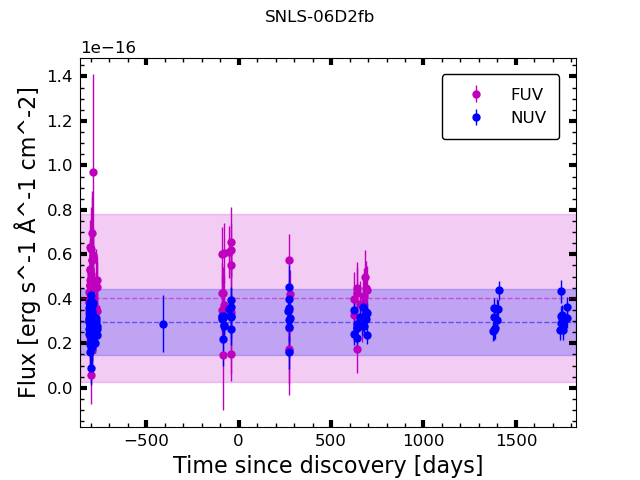 SNLS-06D2fb
1e−16
FUV
NUV
1.4
1.2
1.0
0.8
0.6
0.4
0.2
0.0
Flux [erg s^-1 Å^-1 cm^-2]
−500 0 500 1000 1500
Time since discovery [days]